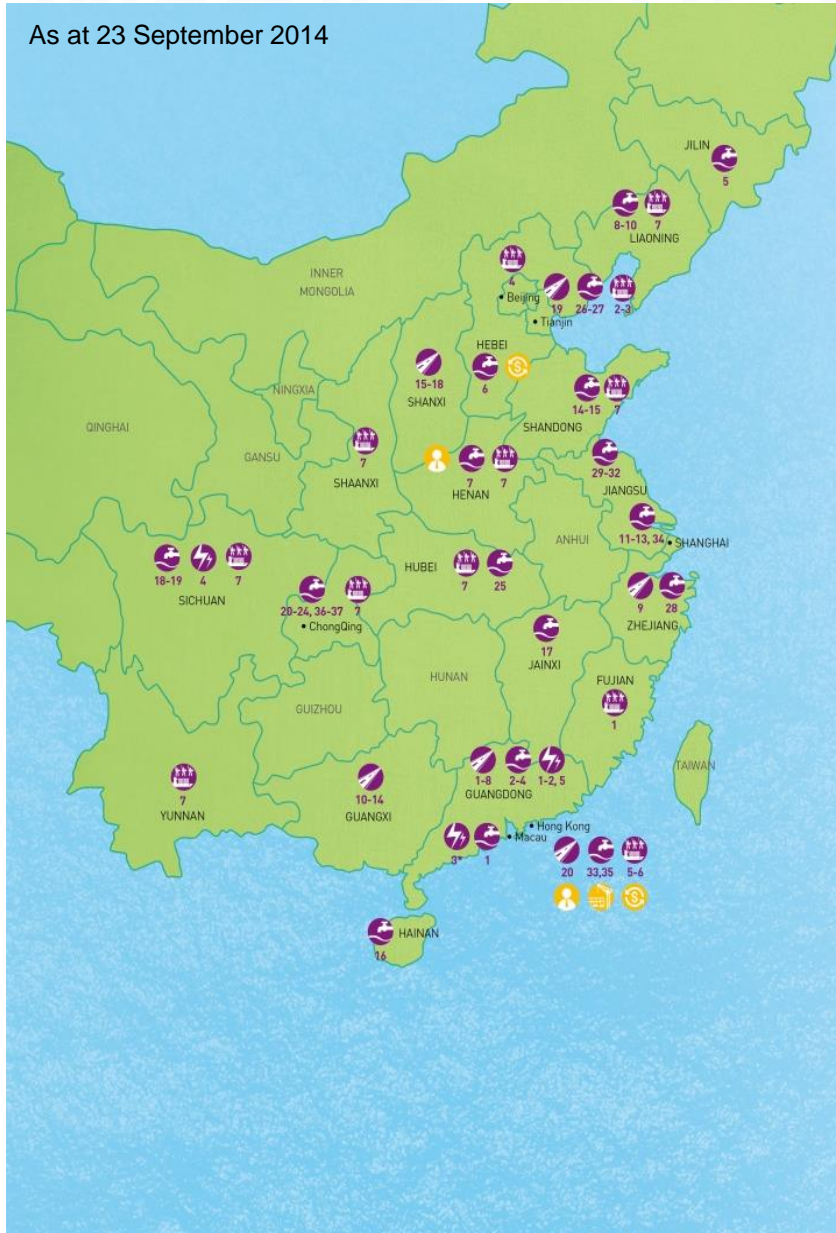 As at 23 September 2014
JILIN
5
8-10 7
LIAONING
INNER
MONGOLIA
4
Beijing
19 26-27 2-3
Tianjin
HEBEI
6
15-18
SHANXI
NINGXIA
14-15 7
SHANDONG
QINGHAI
GANSU
7
SHAANXI
7 7
HENAN
29-32
JIANGSU
11-13, 34
SHANGHAI
ANHUI
18-19 4 7
SICHUAN
HUBEI
7 25
20-24, 36-37 7
ChongQing
9 28
ZHEJIANG
17
JAINXI
HUNAN
FUJIAN
1
GUIZHOU
TAIWAN
7
YUNNAN
10-14
GUANGXI
1-8 2-4 1-2, 5
GUANGDONG
Hong Kong
Macau
3* 1
20 33,35 5-6
HAINAN
16